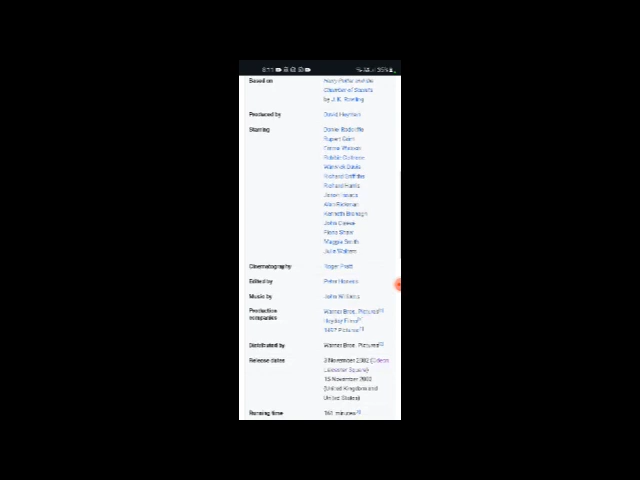 Based on
Harry Potter and the
Chamber of Secrets
by J. K. Rowling
Produced by
David Heyman
Starring
Daniel Radcliffe
Rupert Grint
Emma Watson
Robbie Coltrane
Warwick Davis
Richard Griffiths
Richard Harris
Jason Isaacs
Alan Rickman
Kenneth Branagh
John Cleese
Fiona Shaw
Maggie Smith
Julie Walters
Cinematography
Roger Pratt
Edited by
Peter Honess
Music by
John Williams
Production
companies
Warner Bros. Pictures
Heyday Films
1492 Pictures
Distributed by
Warner Bros. Pictures
Release dates
3 November 2002 (Odeon
Leicester Square)
15 November 2002
(United Kingdom and
United States)
Running time
161 minutes